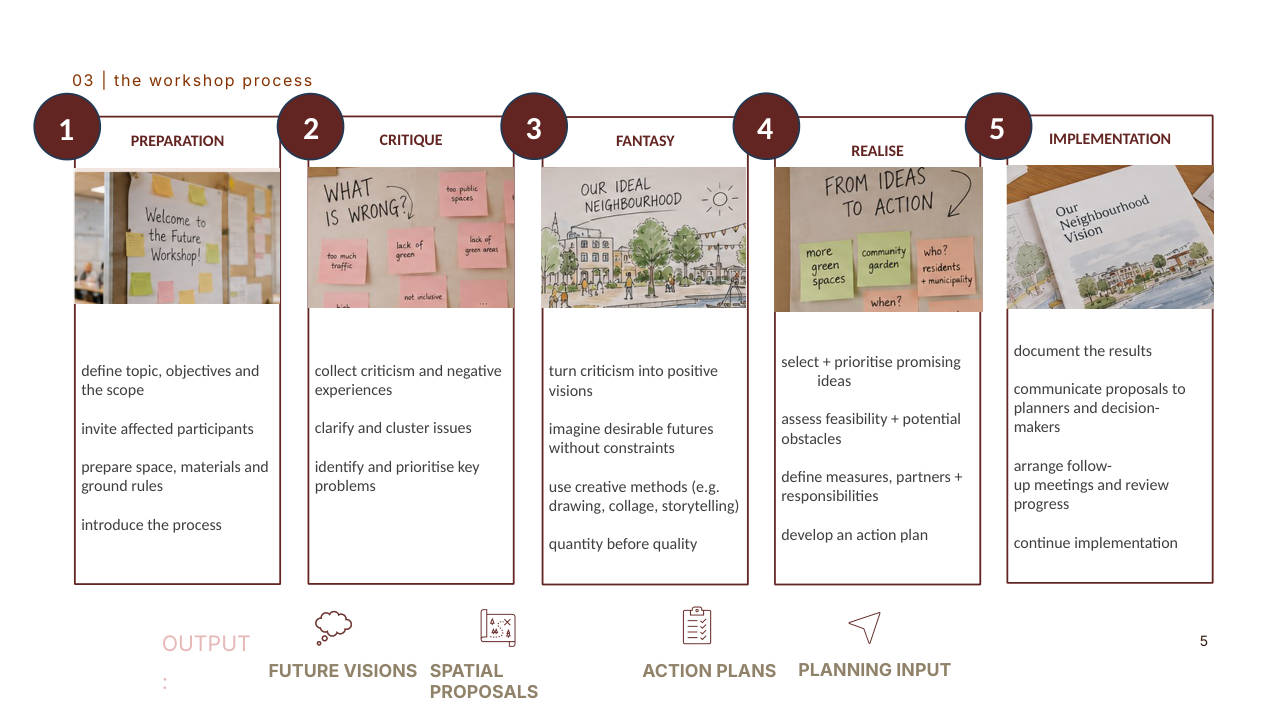 03 | the workshop process
1
PREPARATION
Welcome to
the Future
Workshop!
define topic, objectives and
the scope
invite affected participants
prepare space, materials and
ground rules
introduce the process
2
CRITIQUE
WHAT
IS WRONG?
too public
spaces
too much
traffic
lack of
green
lack of
green areas
not inclusive
...
collect criticism and negative
experiences
clarify and cluster issues
identify and prioritise key
problems
3
FANTASY
OUR IDEAL
NEIGHBOURHOOD
turn criticism into positive
visions
imagine desirable futures
without constraints
use creative methods (e.g.
drawing, collage, storytelling)
quantity before quality
4
REALISE
FROM IDEAS
TO ACTION
more
green
spaces
community
garden
who?
residents
+ municipality
when?
select + prioritise promising
ideas
assess feasibility + potential
obstacles
define measures, partners +
responsibilities
develop an action plan
5
IMPLEMENTATION
Our
Neighbourhood
Vision
document the results
communicate proposals to
planners and decision-
makers
arrange follow-
up meetings and review
progress
continue implementation
OUTPUT
:
FUTURE VISIONS
SPATIAL
PROPOSALS
ACTION PLANS
PLANNING INPUT
5